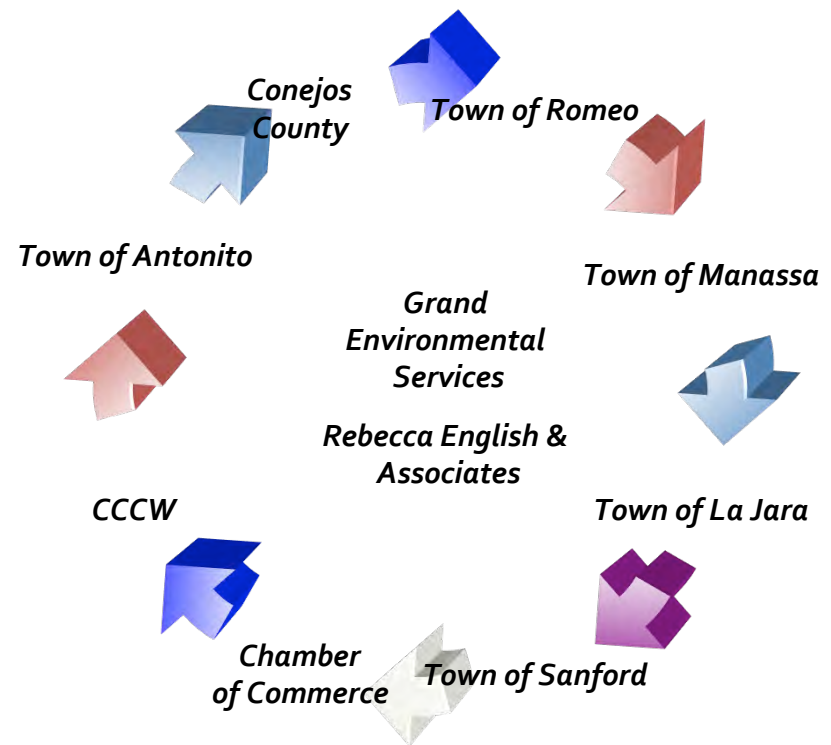 Conejos
County
Town of Romeo
Town of Antonito
Town of Manassa
Grand
Environmental
Services
Rebecca English &
Associates
CCCW
Town of La Jara
Chamber
of Commerce
Town of Sanford